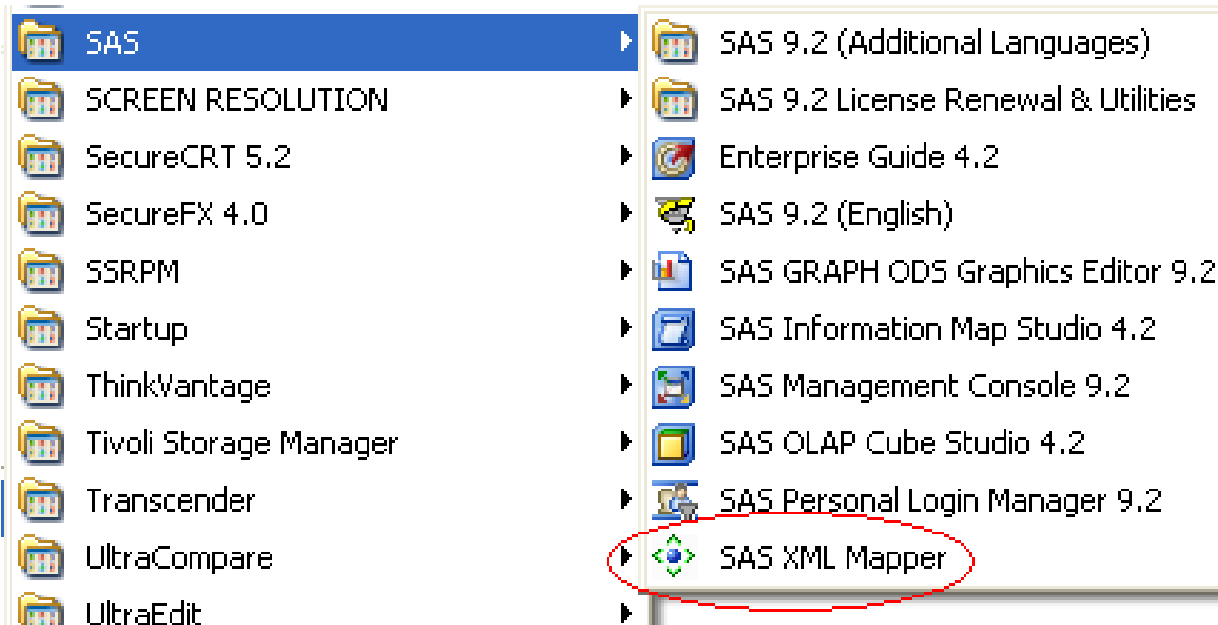 SAS
SCREEN RESOLUTION
SecureCRT 5.2
SecureFX 4.0
SSRPM
Startup
ThinkVantage
Tivoli Storage Manager
Transcender
UltraCompare
UltraEdit
SAS 9.2 (Additional Languages)
SAS 9.2 License Renewal & Utilities
Enterprise Guide 4.2
SAS 9.2 (English)
SAS GRAPH ODS Graphics Editor 9.2
SAS Information Map Studio 4.2
SAS Management Console 9.2
SAS OLAP Cube Studio 4.2
SAS Personal Login Manager 9.2
SAS XML Mapper